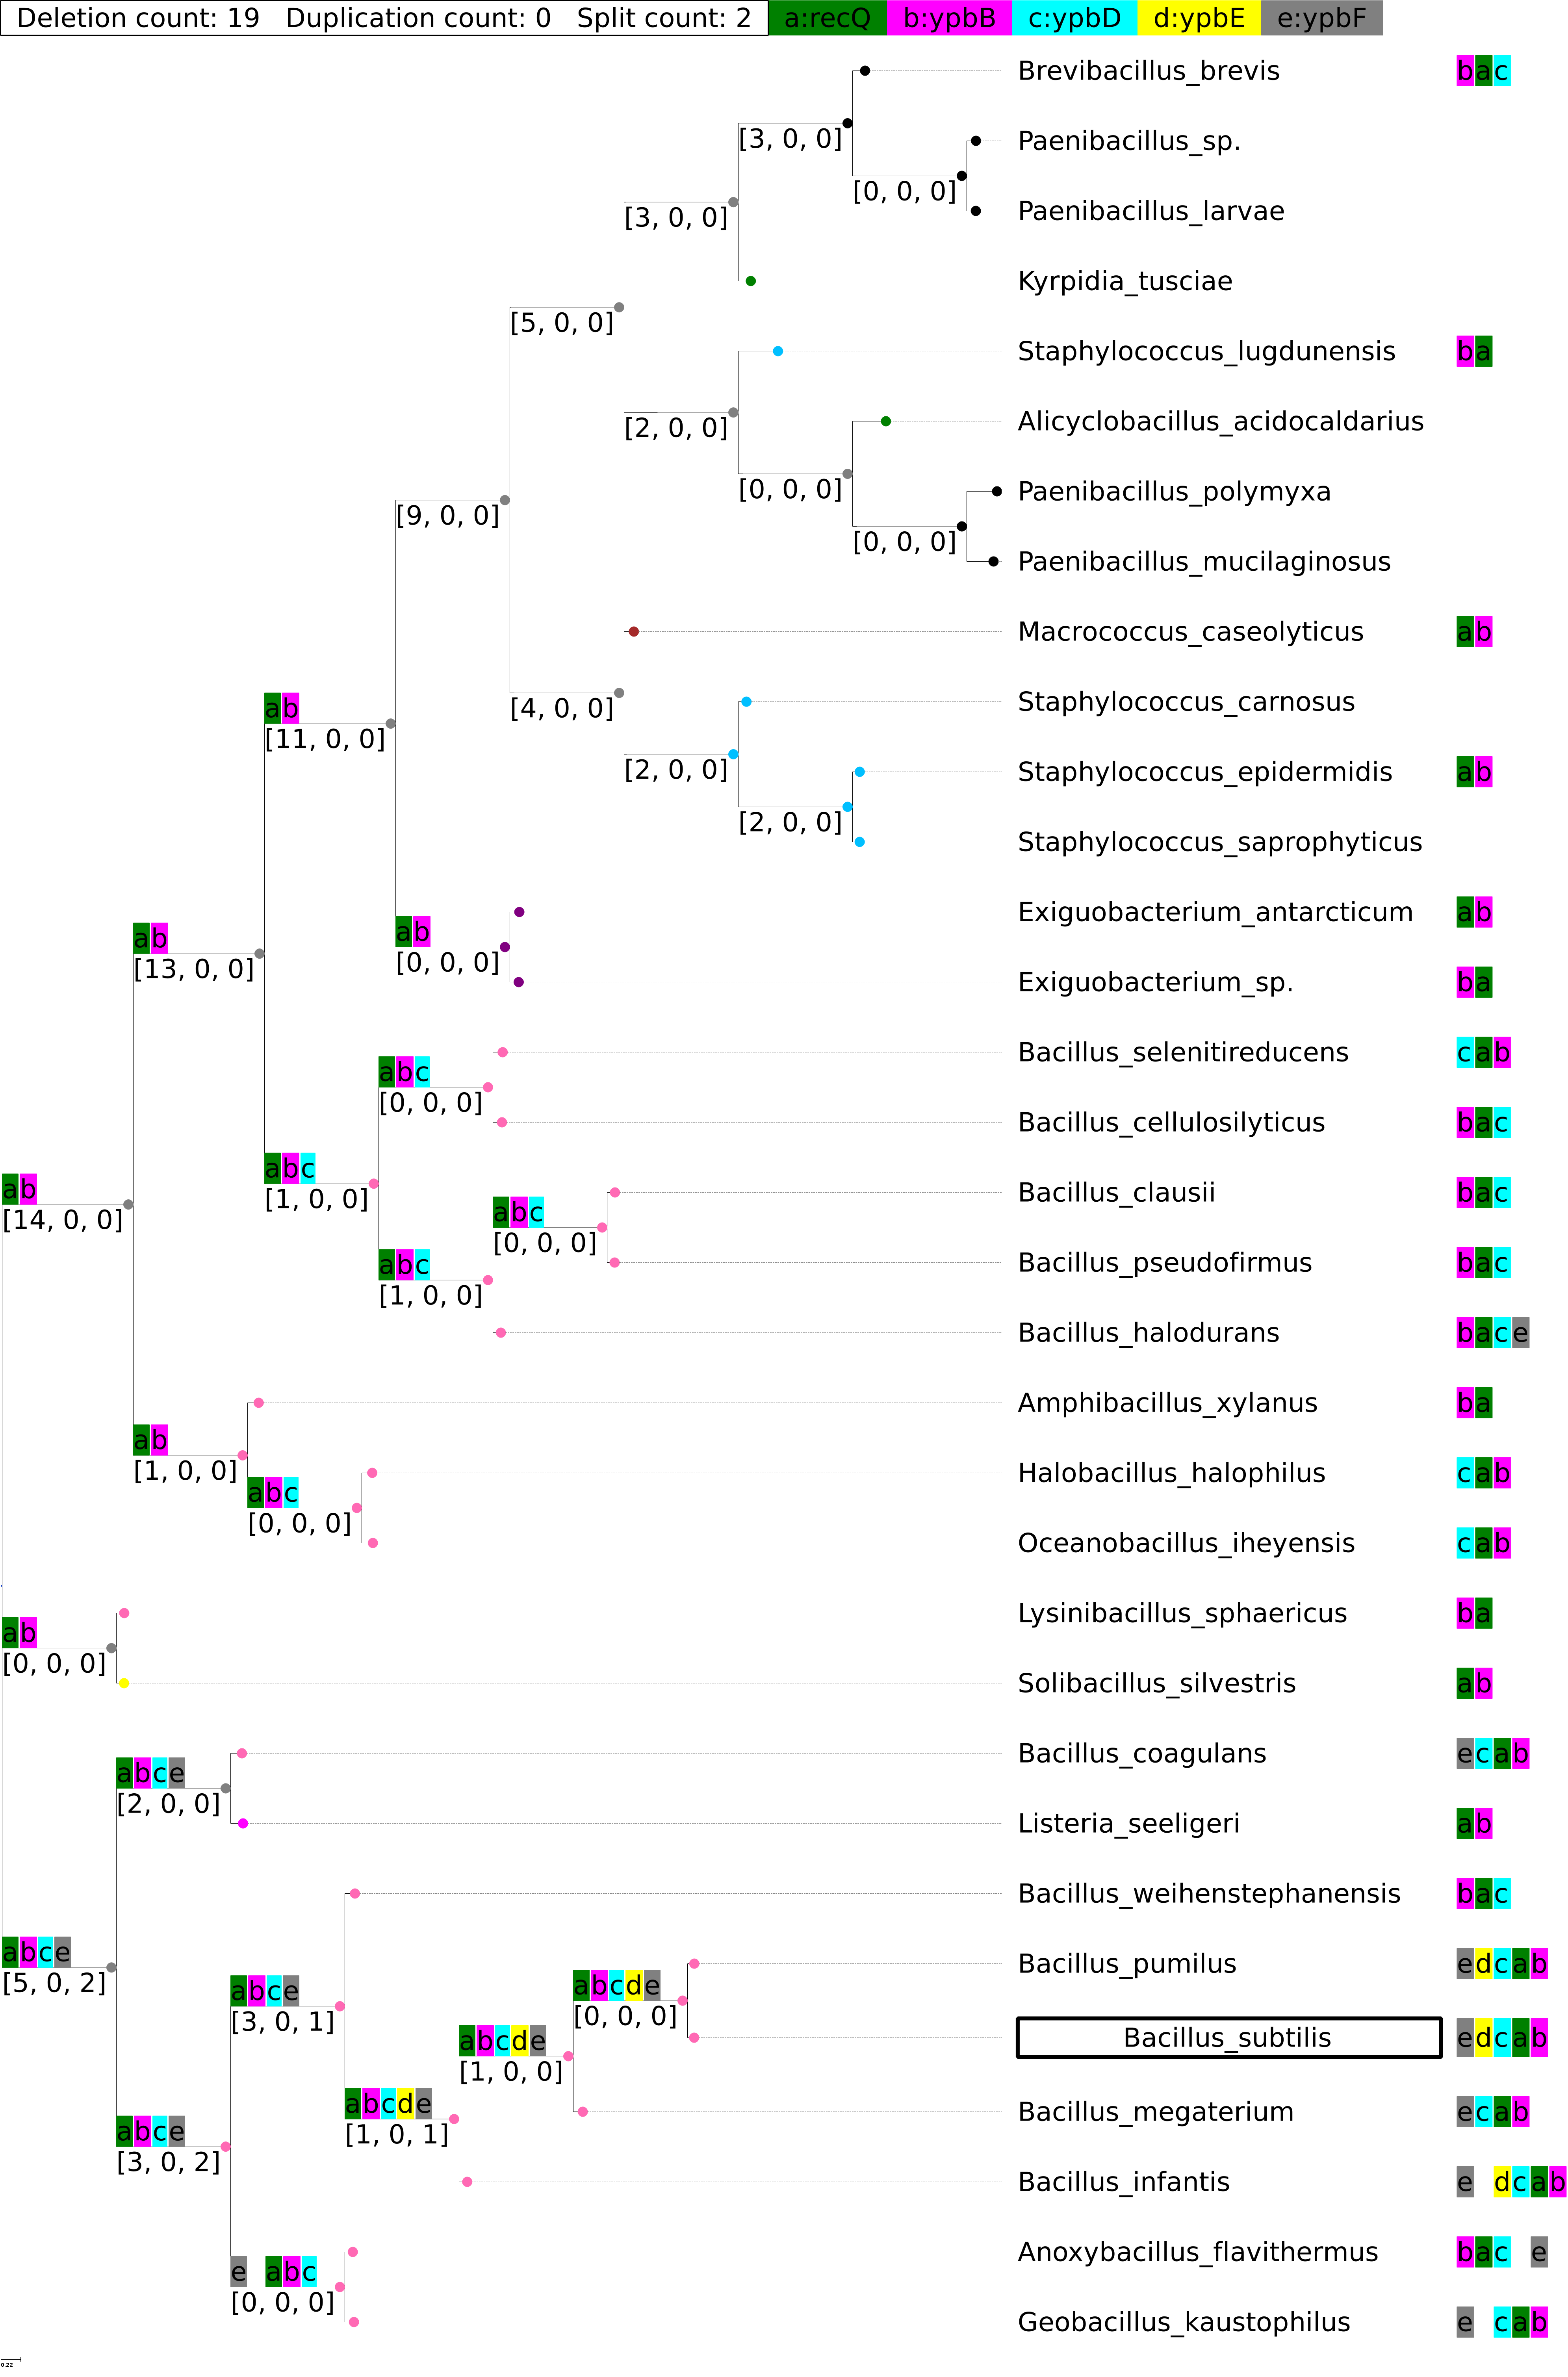 Deletion count: 19 Duplication count: 0 Split count: 2 a:recQ b:ypbB c:ypbD d:ypbE e:ypbF
Brevibacillus_brevis bac
[3, 0, 0]
Paenibacillus_sp.
[0, 0, 0]
Paenibacillus_larvae
[3, 0, 0]
Kyrpidia_tusciae
[5, 0, 0]
Staphylococcus_lugdunensis ba
[2, 0, 0]
Alicyclobacillus_acidocaldarius
[0, 0, 0]
Paenibacillus_polymyxa
[9, 0, 0]
[0, 0, 0]
Paenibacillus_mucilaginosus
Macrococcus_caseolyticus ab
ab
[4, 0, 0]
Staphylococcus_carnosus
[11, 0, 0]
[2, 0, 0]
Staphylococcus_epidermidis ab
[2, 0, 0]
Staphylococcus_saprophyticus
Exiguobacterium_antarcticum ab
ab
ab
[13, 0, 0]
[0, 0, 0]
Exiguobacterium_sp. ba
Bacillus_selenitireducens cab
abc
[0, 0, 0]
Bacillus_cellulosilyticus bac
abc
ab
[1, 0, 0]
Bacillus_clausii bac
abc
[14, 0, 0]
[0, 0, 0]
Bacillus_pseudofirmus bac
abc
[1, 0, 0]
Bacillus_halodurans bace
Amphibacillus_xylanus ba
ab
[1, 0, 0]
Halobacillus_halophilus cab
abc
[0, 0, 0]
Oceanobacillus_iheyensis cab
Lysinibacillus_sphaericus ba
ab
[0, 0, 0]
Solibacillus_silvestris ab
Bacillus_coagulans ecab
abce
[2, 0, 0]
Listeria_seeligeri ab
Bacillus_weihenstephanensis bac
abce
[5, 0, 2]
Bacillus_pumilus edcab
abcde
abce
[0, 0, 0]
[3, 0, 1]
Bacillus_subtilis edcab
abcde
[1, 0, 0]
Bacillus_megaterium ecab
abcde
[1, 0, 1]
abce
[3, 0, 2]
Bacillus_infantis e dcab
Anoxybacillus_flavithermus bac e
e abc
[0, 0, 0]
Geobacillus_kaustophilus e cab
0.22